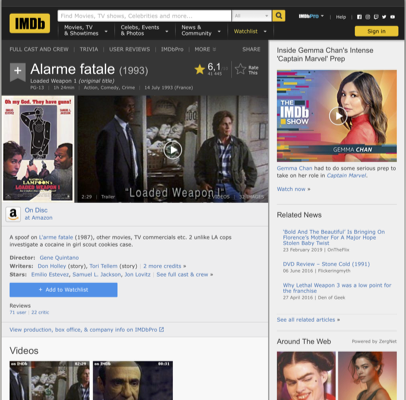 IMDb
Find Movies, TV shows, Celebrities and more...
All
Movies, TV
& Showtimes
Celebs, Events
& Photos
News &
Community
Watchlist
IMDbPro
Help
Sign in
FULL CAST AND CREW | TRIVIA | USER REVIEWS | IMDbPro | MORE
SHARE
Alarme fatale (1993)
Loaded Weapon 1 (original title)
PG-13 | 1h 24min | Action, Comedy, Crime | 14 July 1993 (France)
6,1
Rate
This
Oh my God, They have guns!
NATIONAL
LAMPOON'S
LOADED WEAPON 1
2:29 | Trailer
"Loaded Weapon 1"
VIDEOS
On Disc
at Amazon
A spoof on L'arme fatale (1987), other movies, TV commercials etc. 2 unlike LA cops
investigate a cocaine in girl scout cookies case.
Director: Gene Quintano
Writers: Don Holley (story), Tori Tellem (story) | 2 more credits »
Stars: Emilio Estevez, Samuel L. Jackson, Jon Lovitz | See full cast & crew »
+ Add to Watchlist
Reviews
71 user | 22 critic
View production, box office, & company info on IMDbPro
Videos
Inside Gemma Chan's Intense
'Captain Marvel' Prep
THE
IMDb
SHOW
GEMMA CHAN
Gemma Chan had to do some serious prep to
take on her role in Captain Marvel.
Watch now »
Related News
'Bold And The Beautiful' Is Bringing On
Florence's Mother For A Major Hope
Stolen Baby Twist
23 February 2019 | OnTheFlix
DVD Review – Stone Cold (1991)
06 June 2016 | Flickeringmyth
Why Lethal Weapon 3 was a low point for
the franchise
27 April 2016 | Den of Geek
See all related articles »
Around The Web
Powered by ZergNet